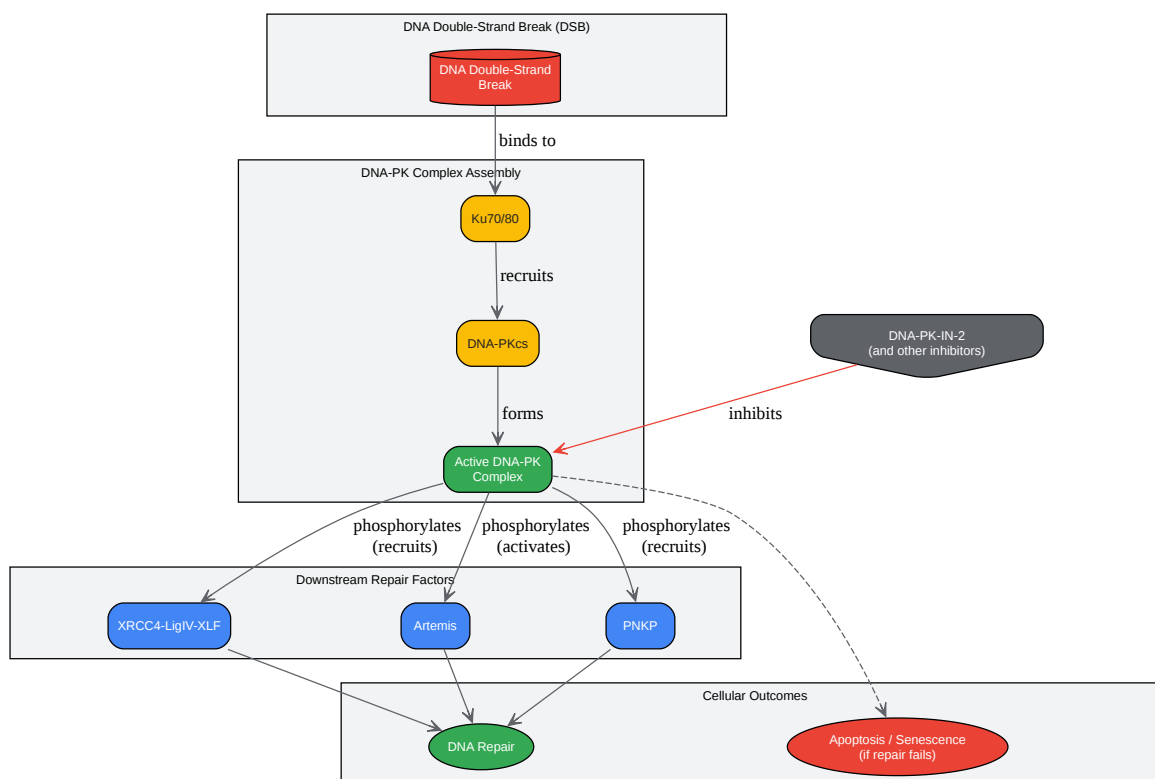 DNA Double-Strand Break (DSB)
DNA Double-Strand
Break
binds to
DNA-PK Complex Assembly
Ku70/80
recruits
DNA-PKcs
DNA-PK-IN-2
(and other inhibitors)
forms
inhibits
Active DNA-PK
Complex
phosphorylates
(recruits)
phosphorylates
(activates)
phosphorylates
(recruits)
Downstream Repair Factors
XRCC4-LigIV-XLF
Artemis
PNKP
Cellular Outcomes
DNA Repair
Apoptosis / Senescence
(if repair fails)